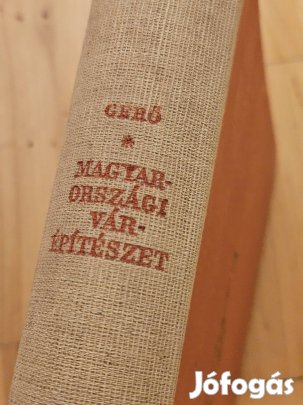 GERŐ
*
MAGYAR-
ORSZÁGI
VÁR-
ÉPÍTÉSZET
Jófogás